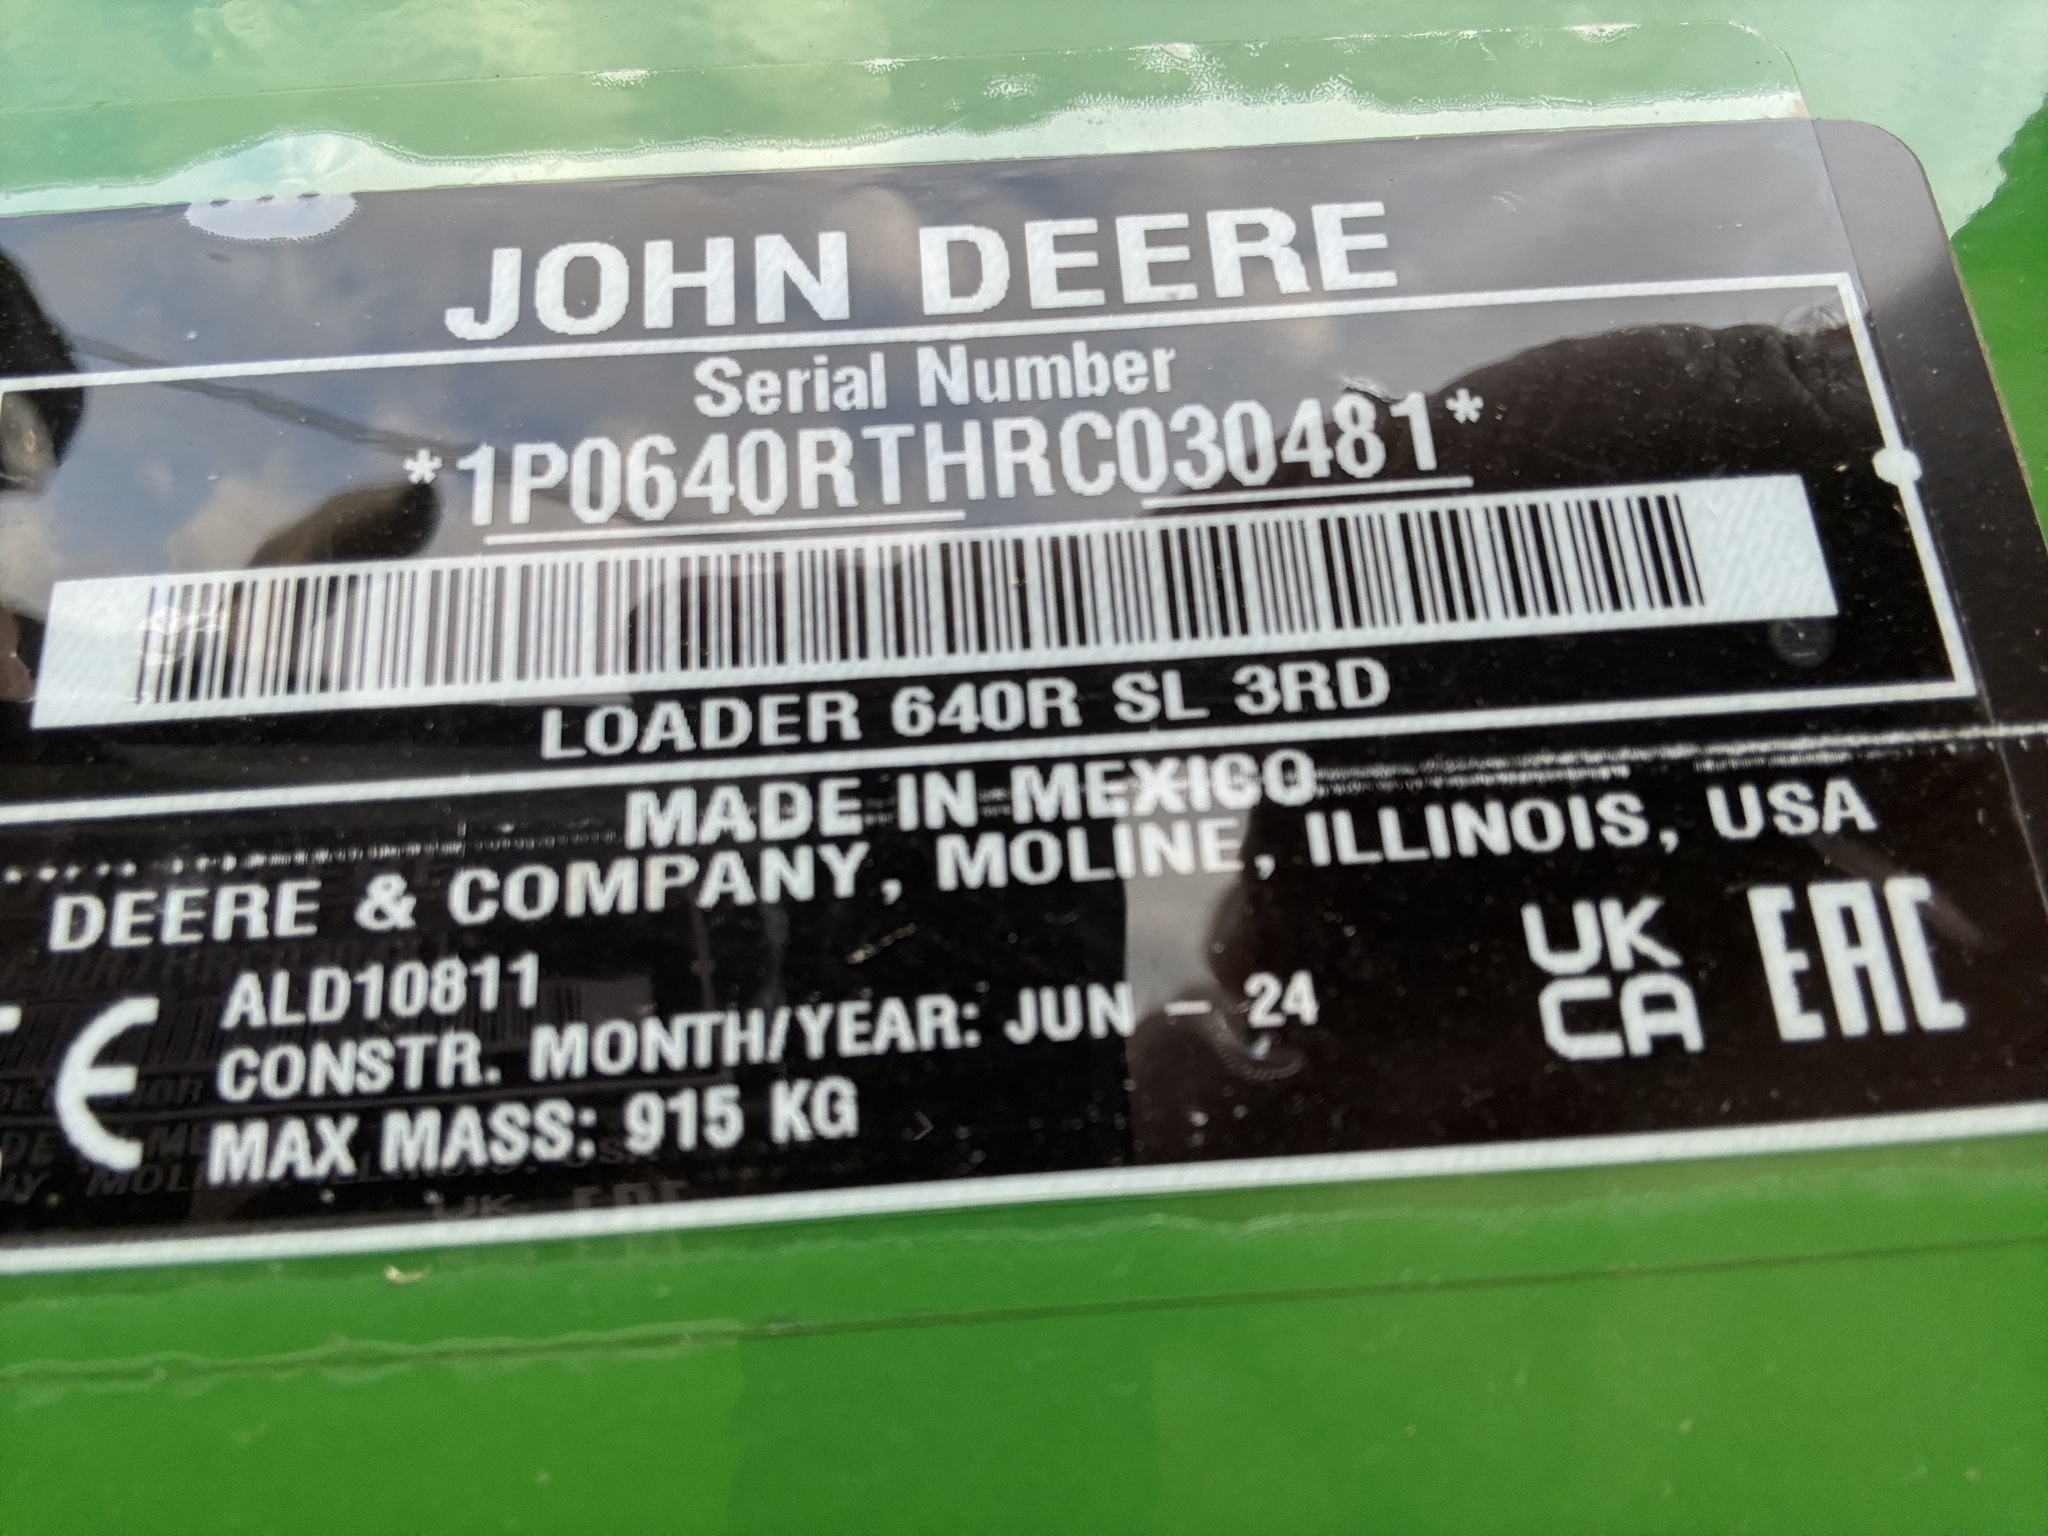 JOHN DEERE
Serial Number
*1P0640RTHRC030481*
LOADER 640R SL 3RD
MADE IN MEXICO
DEERE & COMPANY, MOLINE, ILLINOIS, USA
CE ALD10811
CONSTR. MONTH/YEAR: JUN - 24
MAX MASS: 915 KG
UK
CA
EAC